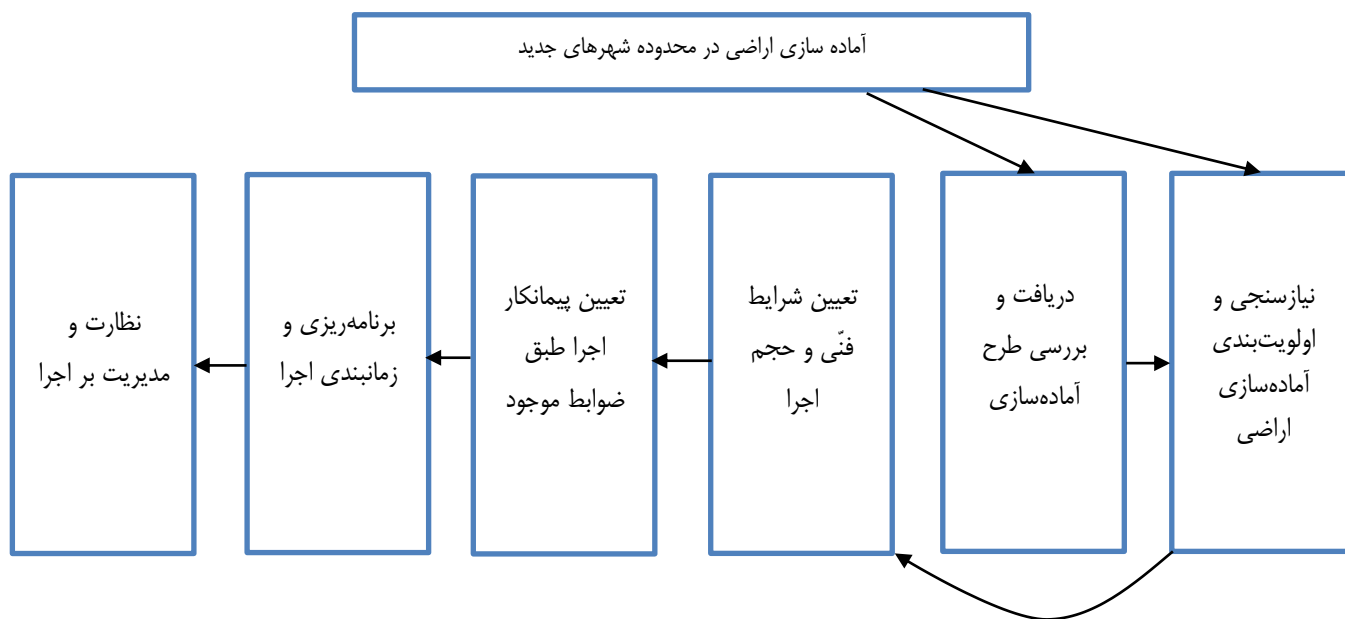 آماده سازی اراضی در محدوده شهرهای جدید
نیازسنجی و
اولویت‌بندی
آماده‌سازی
اراضی
دریافت و
بررسی طرح
آماده‌سازی
تعیین شرایط
فنّی و حجم
اجرا
تعیین پیمانکار
اجرا طبق
ضوابط موجود
برنامه‌ریزی و
زمانبندی اجرا
نظارت و
مدیریت بر اجرا